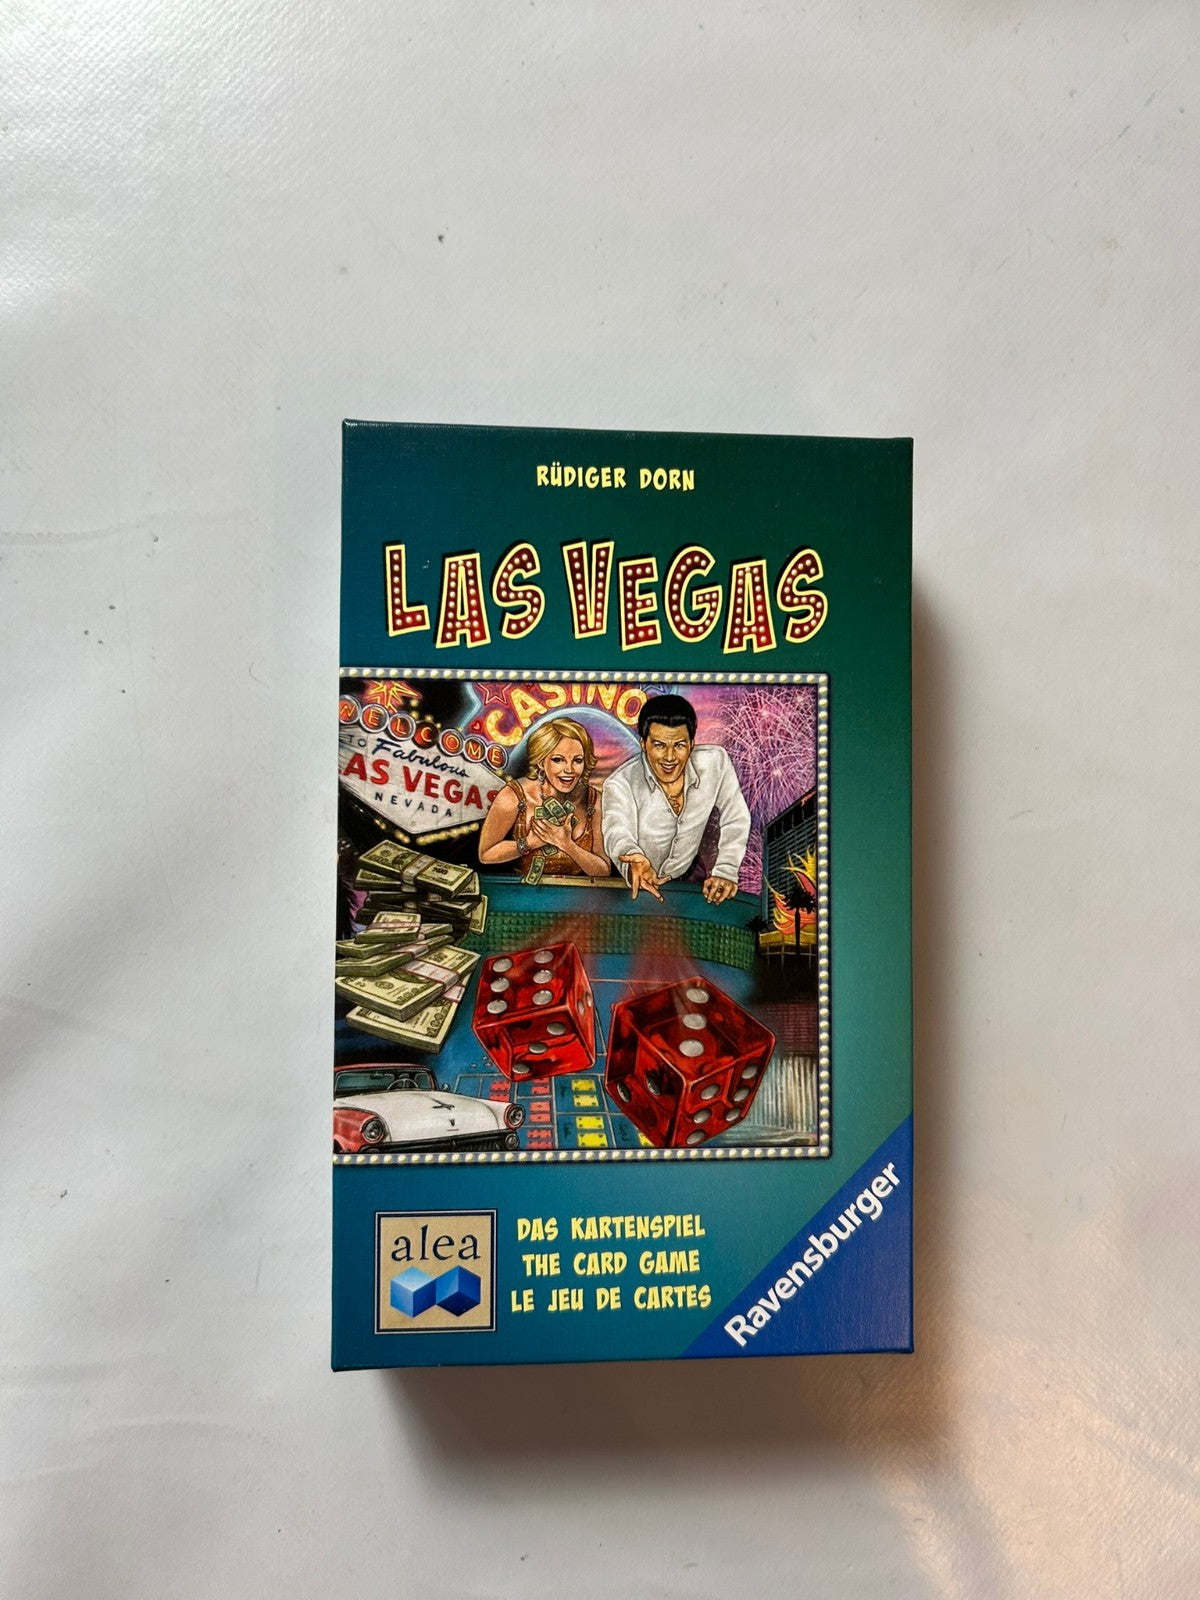 RÜDIGER DORN
LAS VEGAS
CASINO
WELCOME
TO Fabulous
LAS VEGAS
NEVADA
alea
DAS KARTENSPIEL
THE CARD GAME
LE JEU DE CARTES
Ravensburger